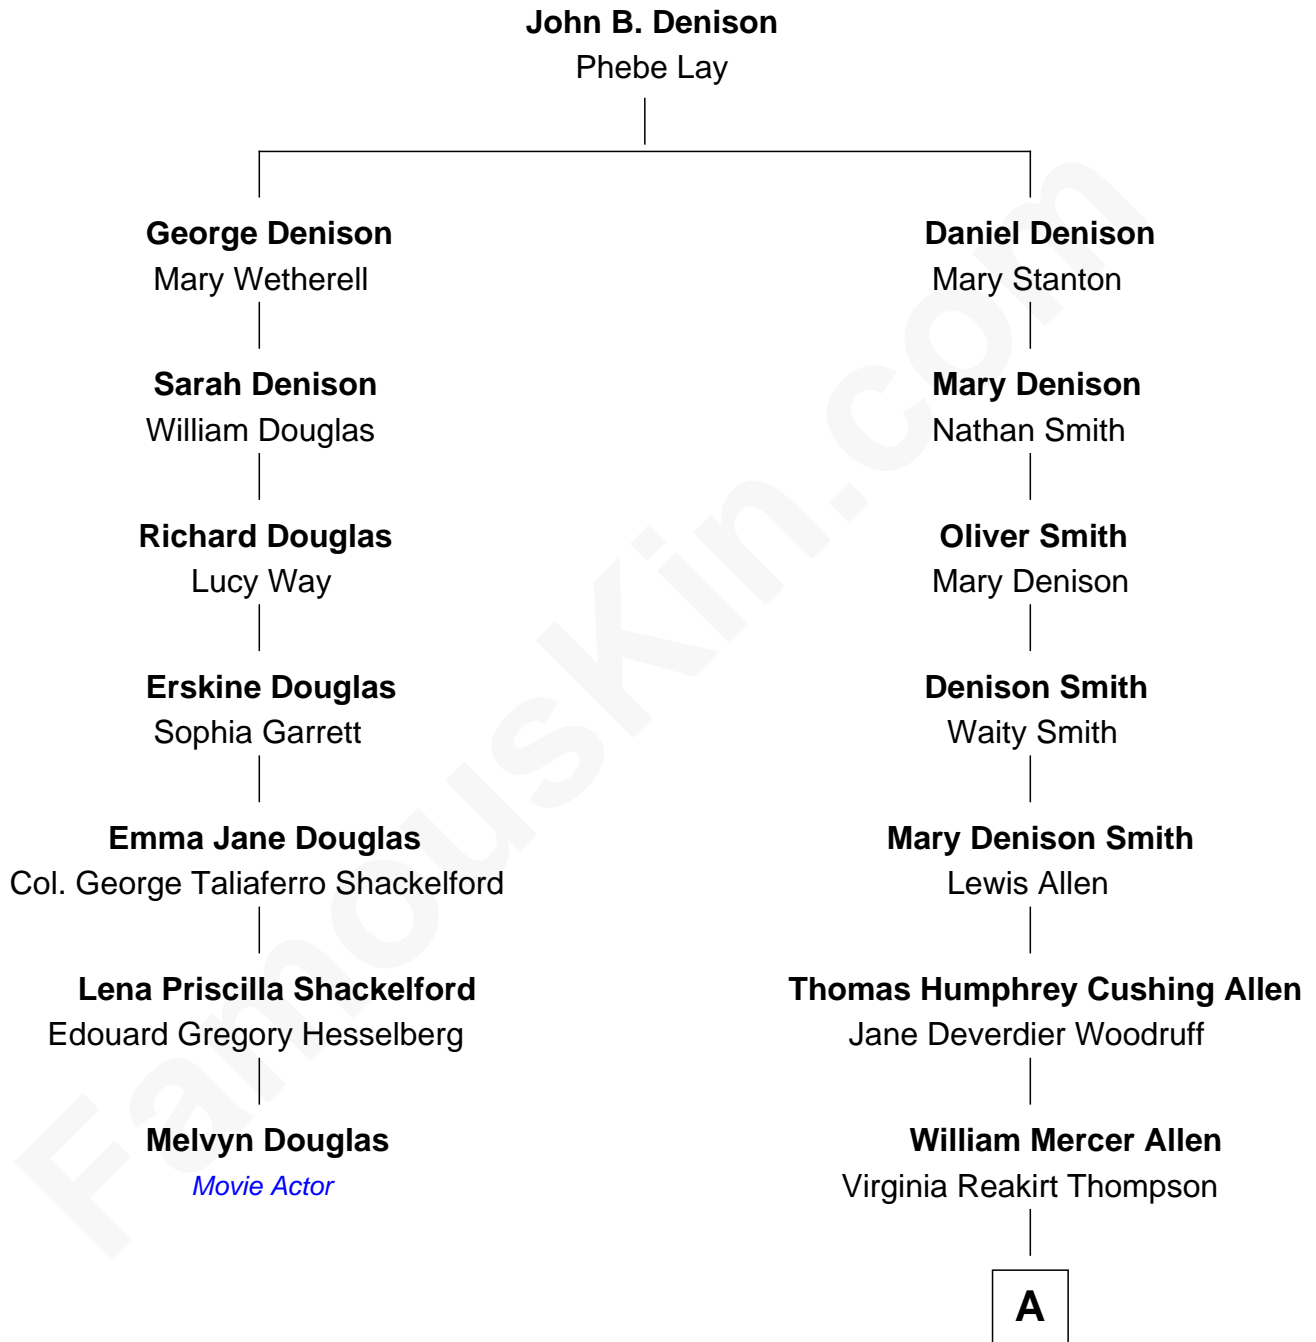 John B. Denison
Phebe Lay
George Denison
Mary Wetherell
Sarah Denison
William Douglas
Richard Douglas
Lucy Way
Erskine Douglas
Sophia Garrett
Emma Jane Douglas
Col. George Taliaferro Shackelford
Lena Priscilla Shackelford
Edouard Gregory Hesselberg
Melvyn Douglas
Movie Actor
Daniel Denison
Mary Stanton
Mary Denison
Nathan Smith
Oliver Smith
Mary Denison
Denison Smith
Waity Smith
Mary Denison Smith
Lewis Allen
Thomas Humphrey Cushing Allen
Jane Deverdier Woodruff
William Mercer Allen
Virginia Reakirt Thompson
A
FamousKin.com